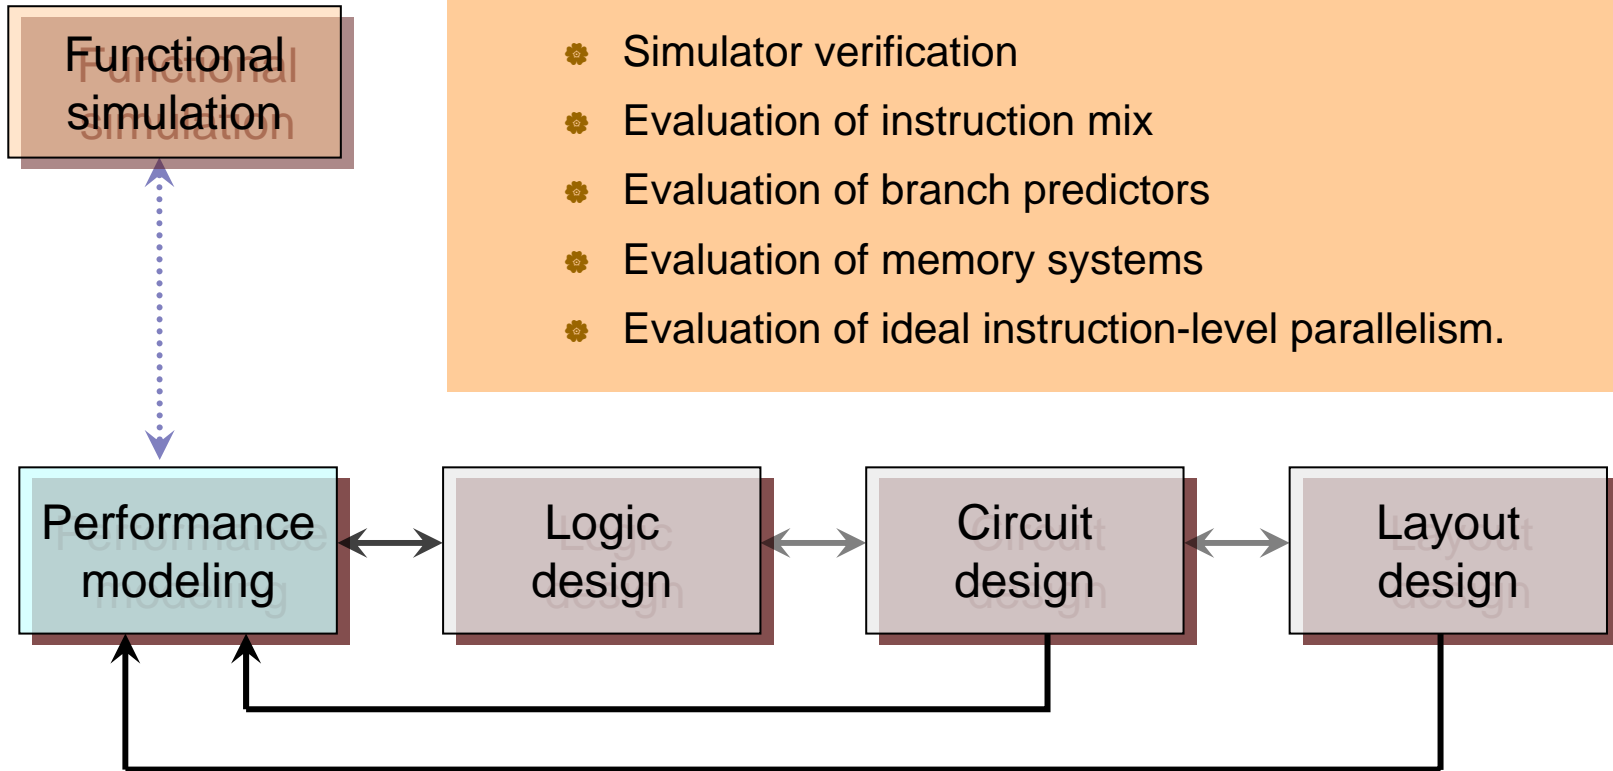 Functional
simulation
Simulator verification
Evaluation of instruction mix
Evaluation of branch predictors
Evaluation of memory systems
Evaluation of ideal instruction-level parallelism.
Performance
modeling
Logic
design
Circuit
design
Layout
design